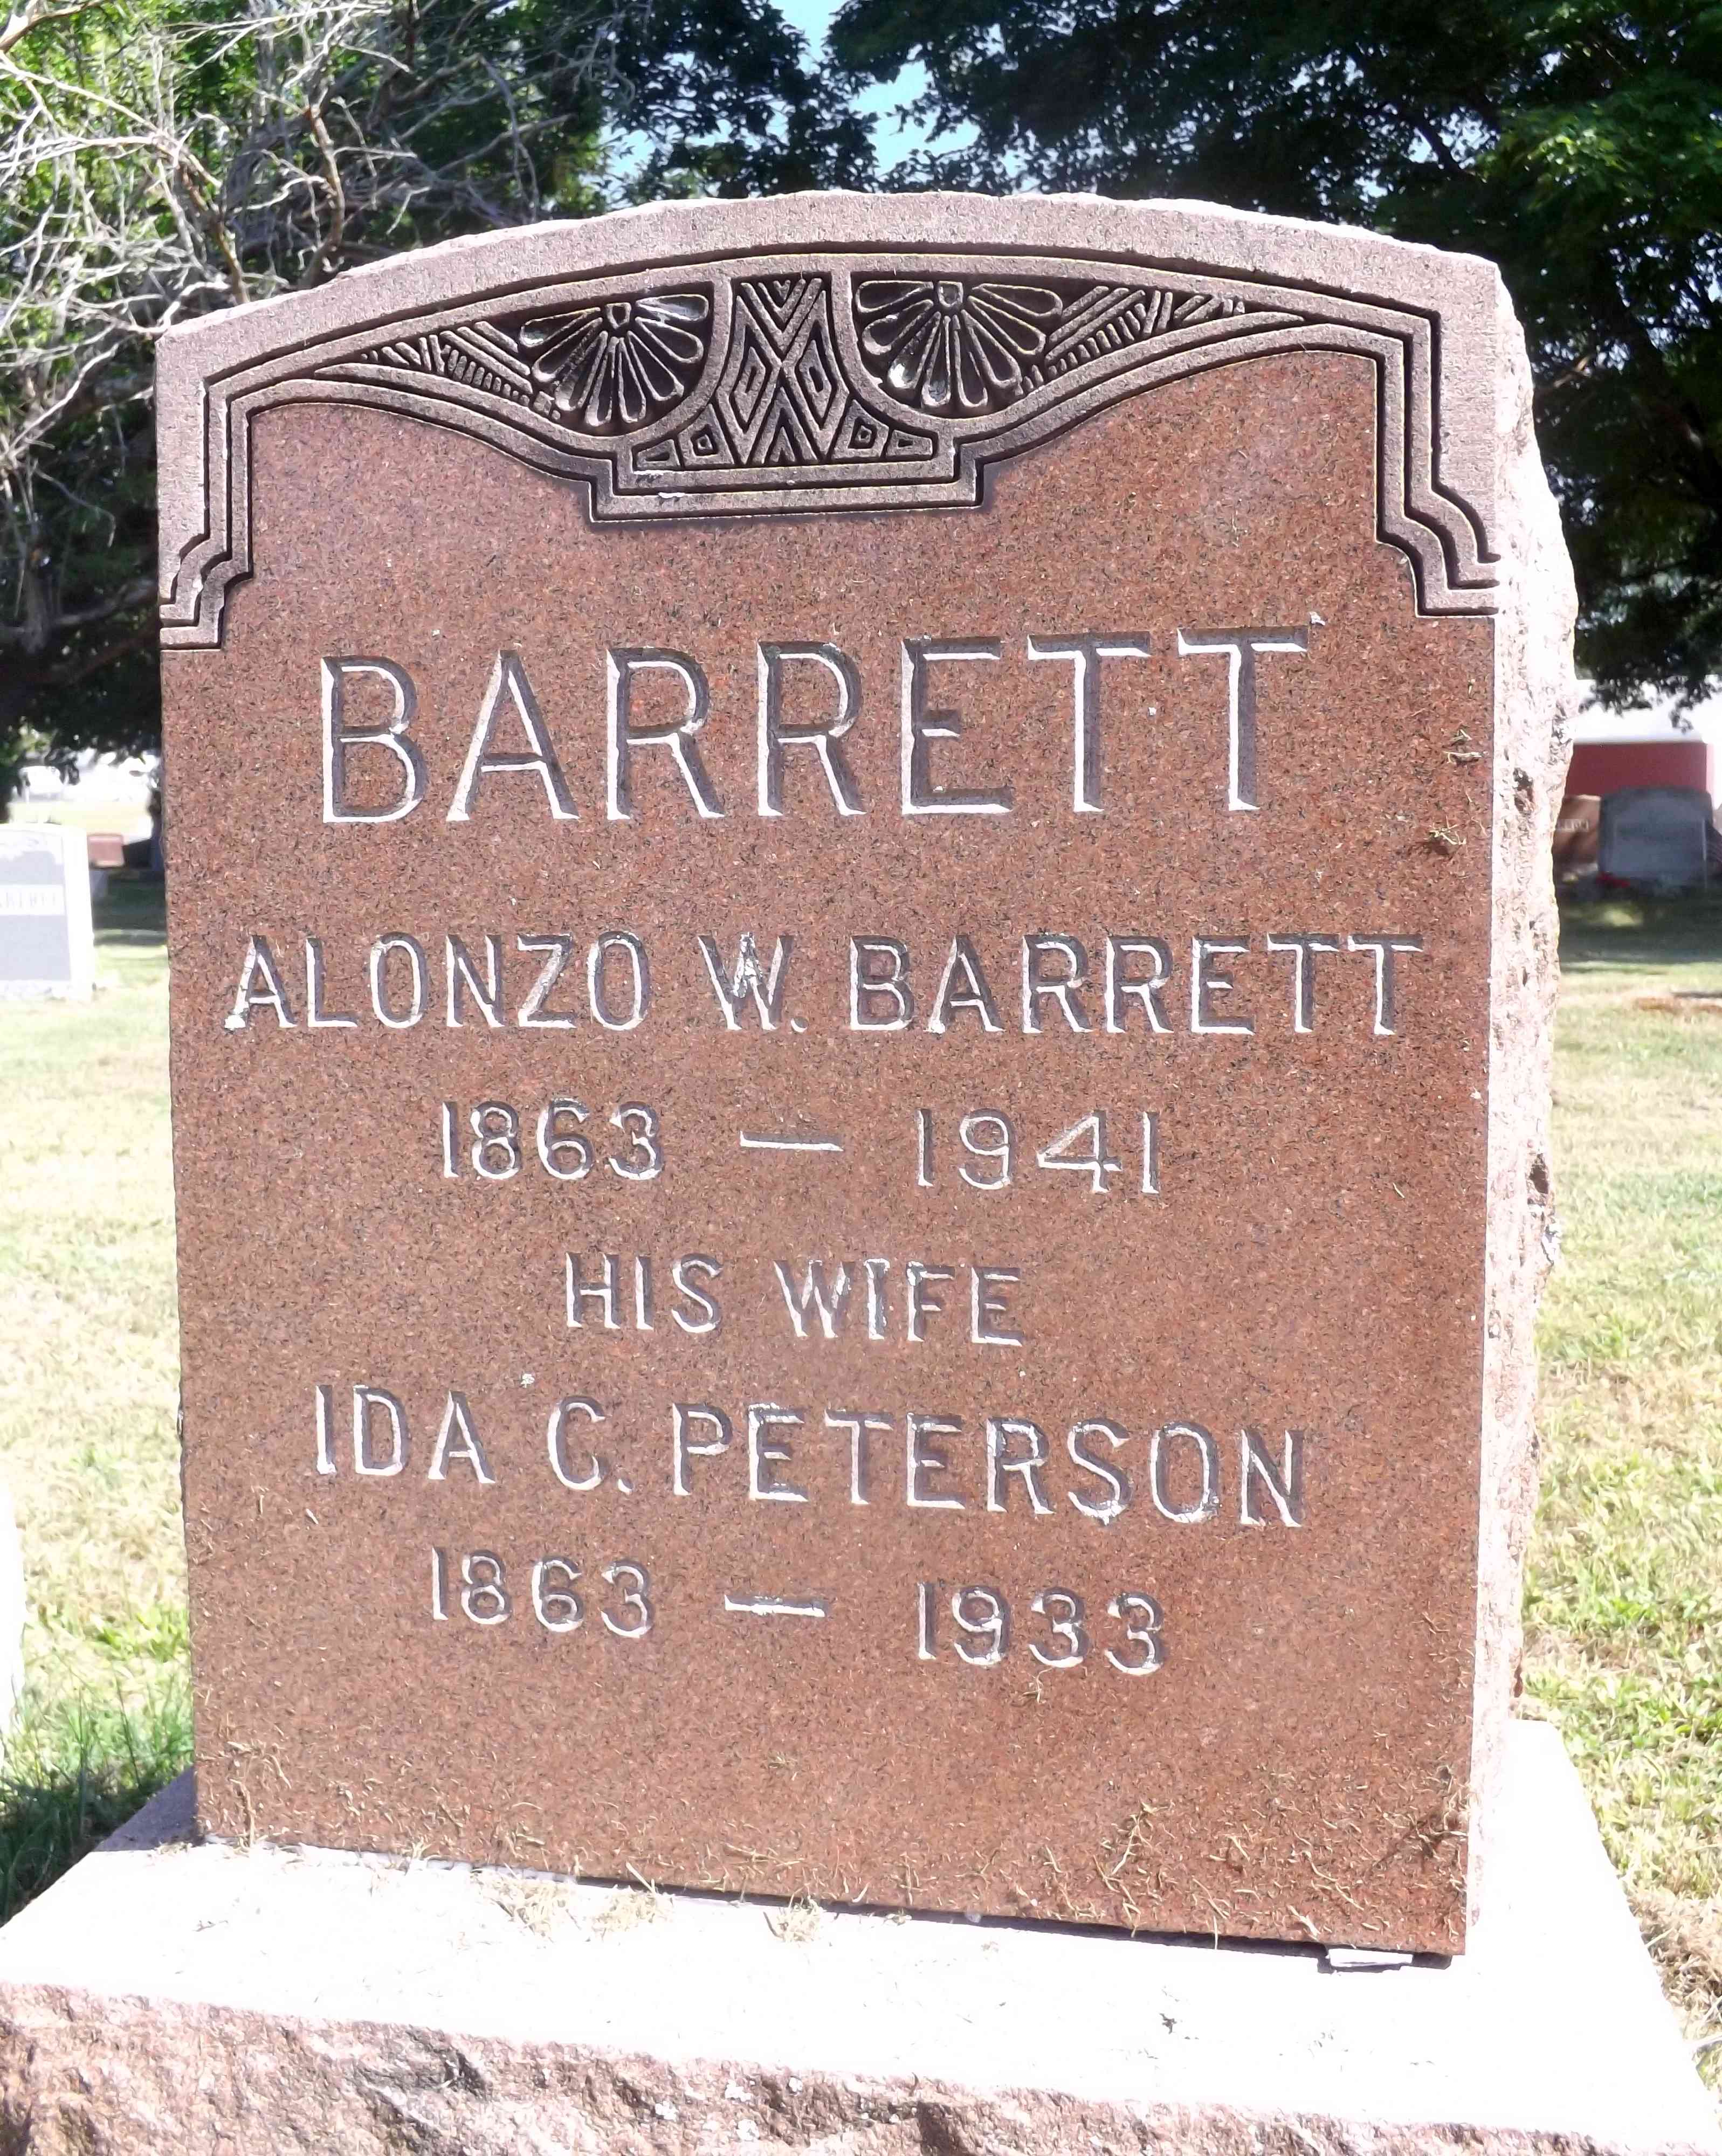 BARRETT
ALONZO W. BARRETT
1863 — 1941
HIS WIFE
IDA C. PETERSON
1863 — 1933